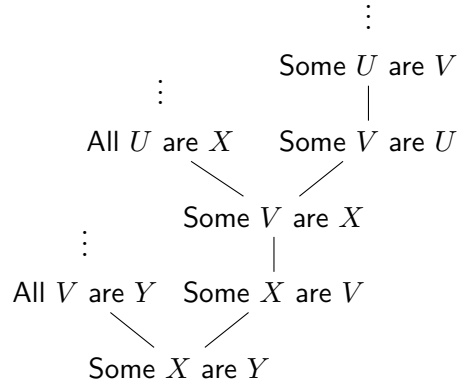 ⋮
Some U are V
⋮
All U are X Some V are U
Some V are X
⋮
All V are Y Some X are V
Some X are Y